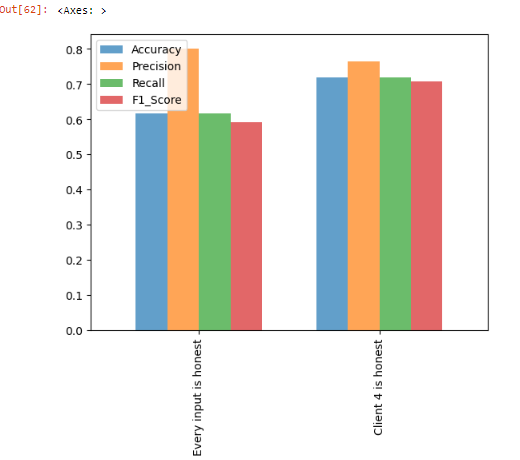 Out[62]: <Axes: >
Accuracy
Precision
Recall
F1_Score
0.8
0.7
0.6
0.5
0.4
0.3
0.2
0.1
0.0
Every input is honest
Client 4 is honest